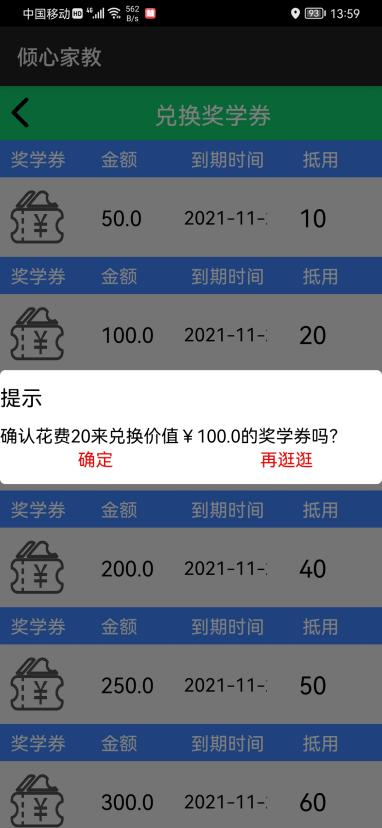 中国移动 HD 4G 562 B/s 93 13:59
倾心家教
兑换奖学券
奖学券 金额 到期时间 抵用
¥ 50.0 2021-11- 10
奖学券 金额 到期时间 抵用
¥ 100.0 2021-11- 20
提示
确认花费20来兑换价值￥100.0的奖学券吗？
确定 再逛逛
奖学券 金额 到期时间 抵用
¥ 200.0 2021-11- 40
奖学券 金额 到期时间 抵用
¥ 250.0 2021-11- 50
奖学券 金额 到期时间 抵用
¥ 300.0 2021-11- 60